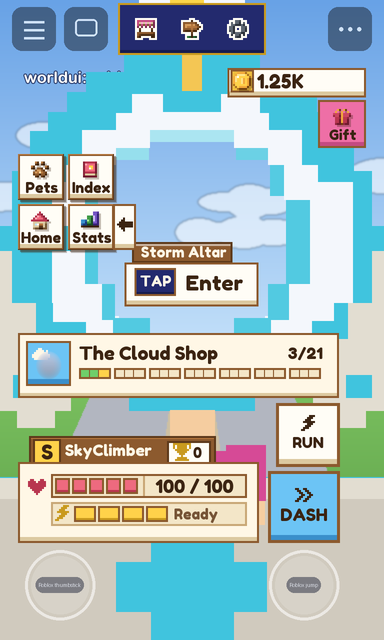 1.25K
Gift
Pets
Index
Home
Stats
Storm Altar
TAP
Enter
The Cloud Shop
3/21
RUN
S
SkyClimber
0
100 / 100
DASH
Ready
Roblox thumbstick
Roblox jump